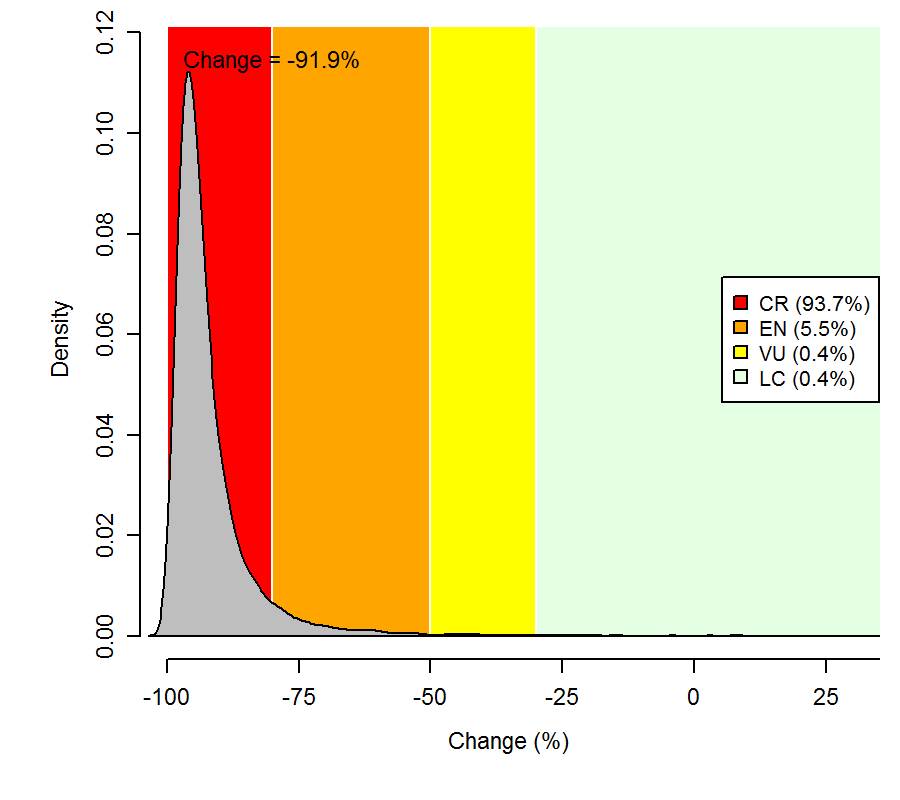 Change = -91.9%
0.12
0.10
0.08
0.06
0.04
0.02
0.00
Density
CR (93.7%)
EN (5.5%)
VU (0.4%)
LC (0.4%)
-100 -75 -50 -25 0 25
Change (%)